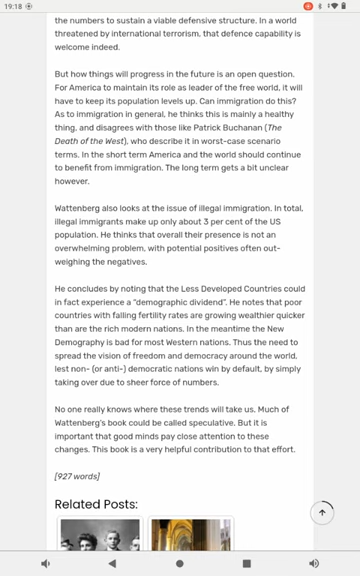 19:18
the numbers to sustain a viable defensive structure. In a world
threatened by international terrorism, that defence capability is
welcome indeed.
But how things will progress in the future is an open question.
For America to maintain its role as leader of the free world, it will
have to keep its population levels up. Can immigration do this?
As to immigration in general, he thinks this is mainly a healthy
thing, and disagrees with those like Patrick Buchanan (The
Death of the West), who describe it in worst-case scenario
terms. In the short term America and the world should continue
to benefit from immigration. The long term gets a bit unclear
however.
Wattenberg also looks at the issue of illegal immigration. In total,
illegal immigrants make up only about 3 per cent of the US
population. He thinks that overall their presence is not an
overwhelming problem, with potential positives often out-
weighing the negatives.
He concludes by noting that the Less Developed Countries could
in fact experience a “demographic dividend”. He notes that poor
countries with falling fertility rates are growing wealthier quicker
than are the rich modern nations. In the meantime the New
Demography is bad for most Western nations. Thus the need to
spread the vision of freedom and democracy around the world,
lest non- (or anti-) democratic nations win by default, by simply
taking over due to sheer force of numbers.
No one really knows where these trends will take us. Much of
Wattenberg’s book could be called speculative. But it is
important that good minds pay close attention to these
changes. This book is a very helpful contribution to that effort.
[927 words]
Related Posts: